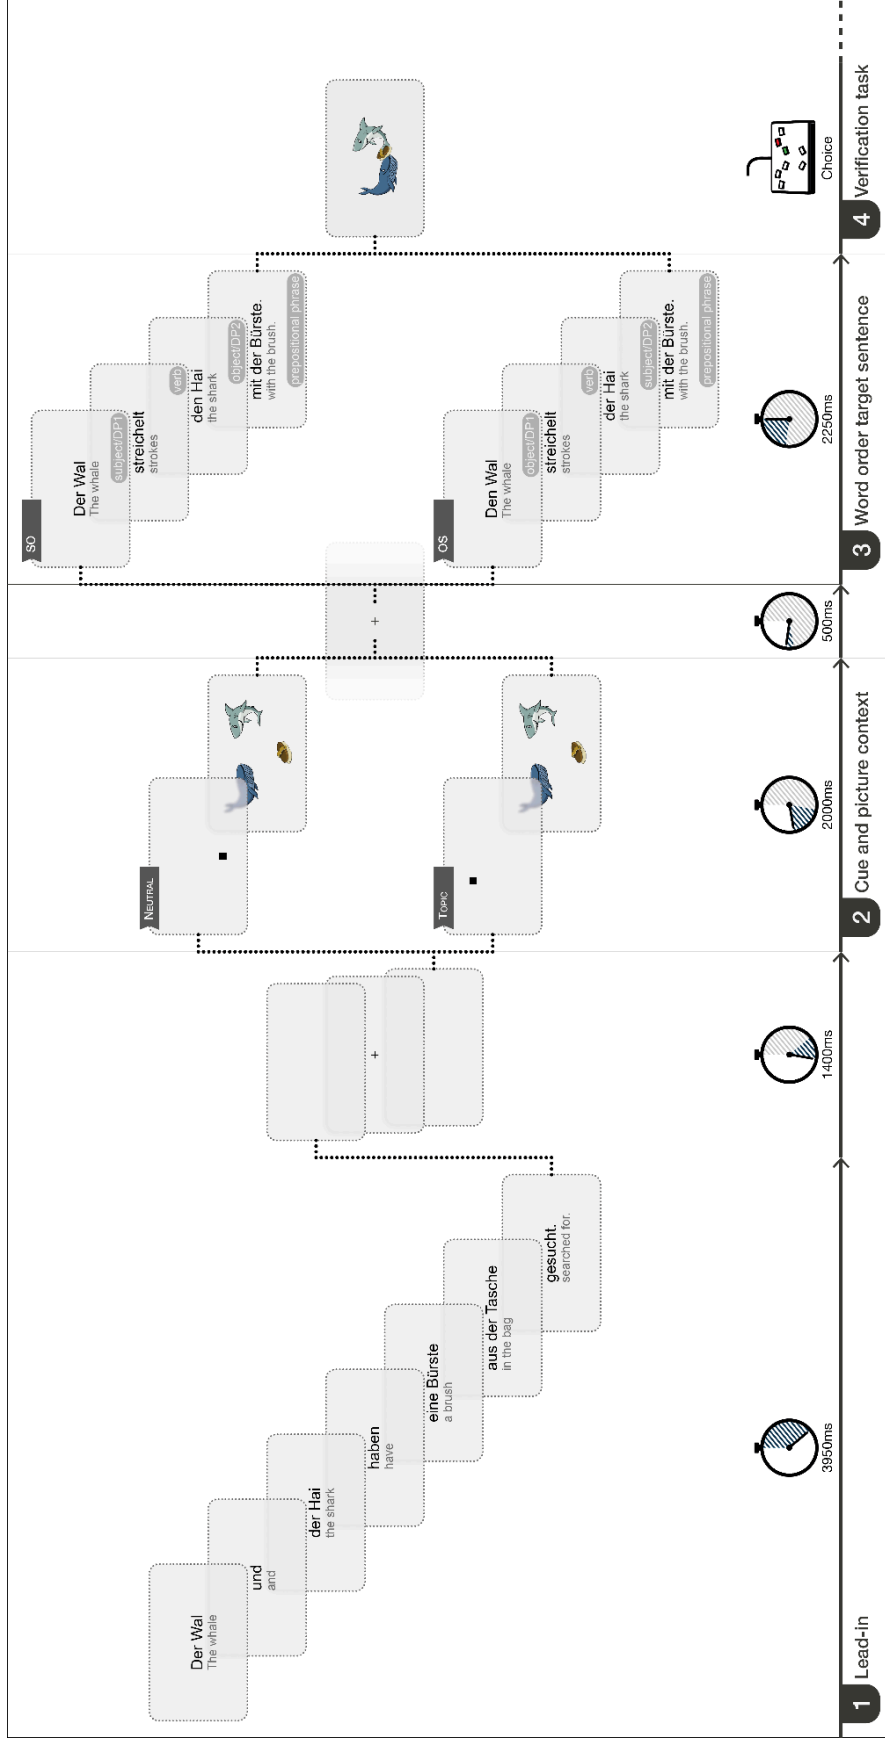 Der Wal
The whale
und
and
der Hai
the shark
haben
have
eine Bürste
a brush
aus der Tasche
in the bag
gesucht.
searched for.
+
NEUTRAL
TOPIC
+
SO
Der Wal
The whale
subject/DP1
streichelt
strokes
verb
den Hai
the shark
object/DP2
mit der Bürste.
with the brush.
prepositional phrase
OS
Den Wal
The whale
object/DP1
streichelt
strokes
verb
der Hai
the shark
subject/DP2
mit der Bürste.
with the brush.
prepositional phrase
3950ms
1400ms
2000ms
500ms
2250ms
Choice
1 Lead-in
2 Cue and picture context
3 Word order target sentence
4 Verification task